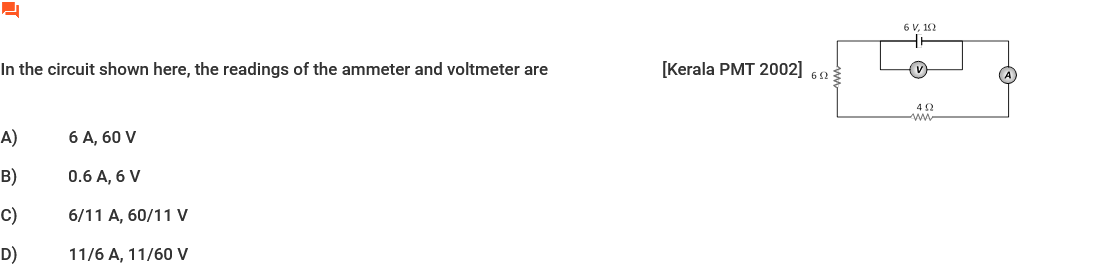 In the circuit shown here, the readings of the ammeter and voltmeter are [Kerala PMT 2002]
6 V, 1Ω
V
6 Ω
A
4 Ω
A) 6 A, 60 V
B) 0.6 A, 6 V
C) 6/11 A, 60/11 V
D) 11/6 A, 11/60 V